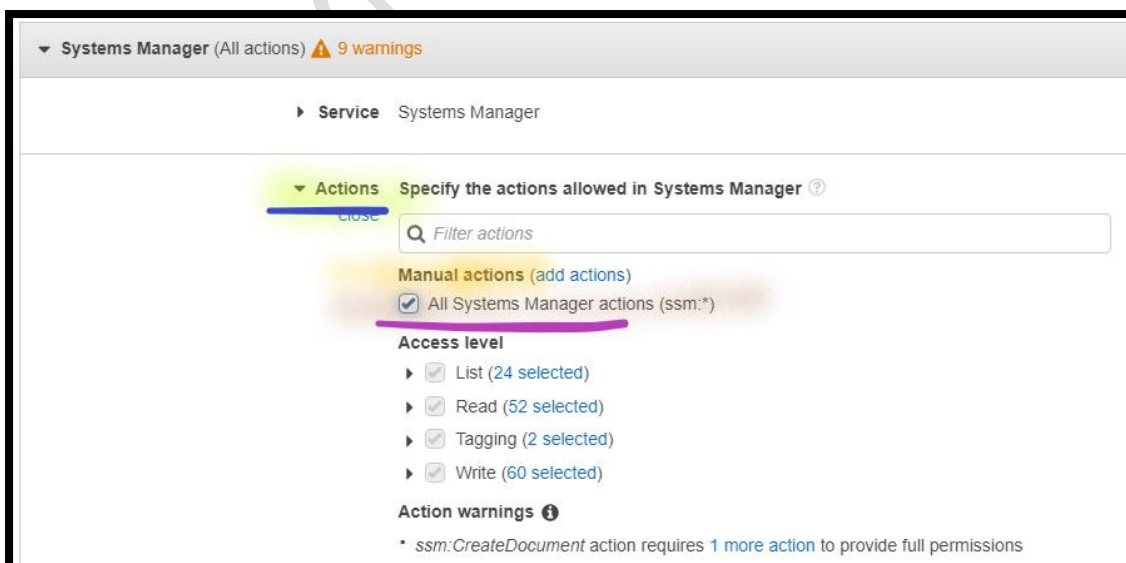 Systems Manager (All actions) 9 warnings
Service Systems Manager
Actions Specify the actions allowed in Systems Manager
close
Filter actions
Manual actions (add actions)
All Systems Manager actions (ssm:*)
Access level
List (24 selected)
Read (52 selected)
Tagging (2 selected)
Write (60 selected)
Action warnings
ssm:CreateDocument action requires 1 more action to provide full permissions